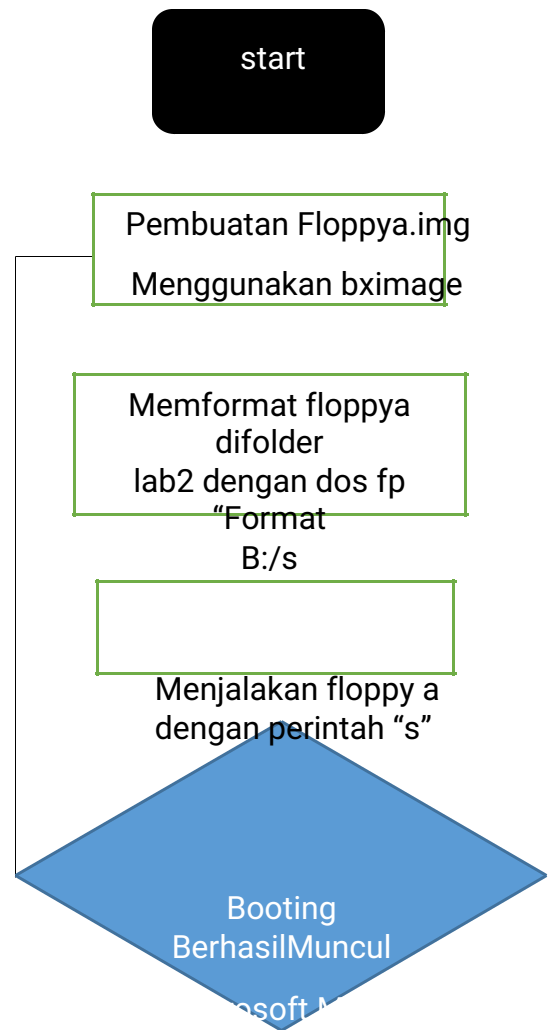 start
Pembuatan Floppya.img
Menggunakan bximage
Memformat floppya
difolder
lab2 dengan dos fp
“Format
B:/s
Menjalakan floppy a
dengan perintah “s”
Booting
BerhasilMuncul